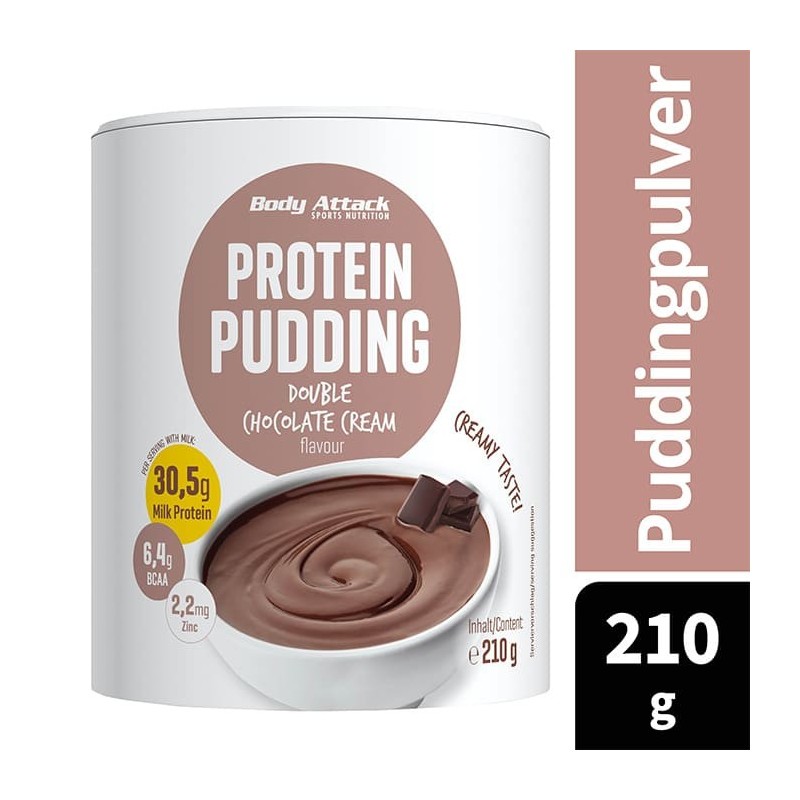 Body Attack
SPORTS NUTRITION
PROTEIN
PUDDING
DOUBLE
CHOCOLATE CREAM
flavour
CREAMY TASTE!
PER SERVING WITH MILK:
30,5g
Milk Protein
6,4g
BCAA
2,2mg
Zinc
Inhalt/Content
e 210 g
Serviervorschlag/serving suggestion
Puddingpulver
210
g